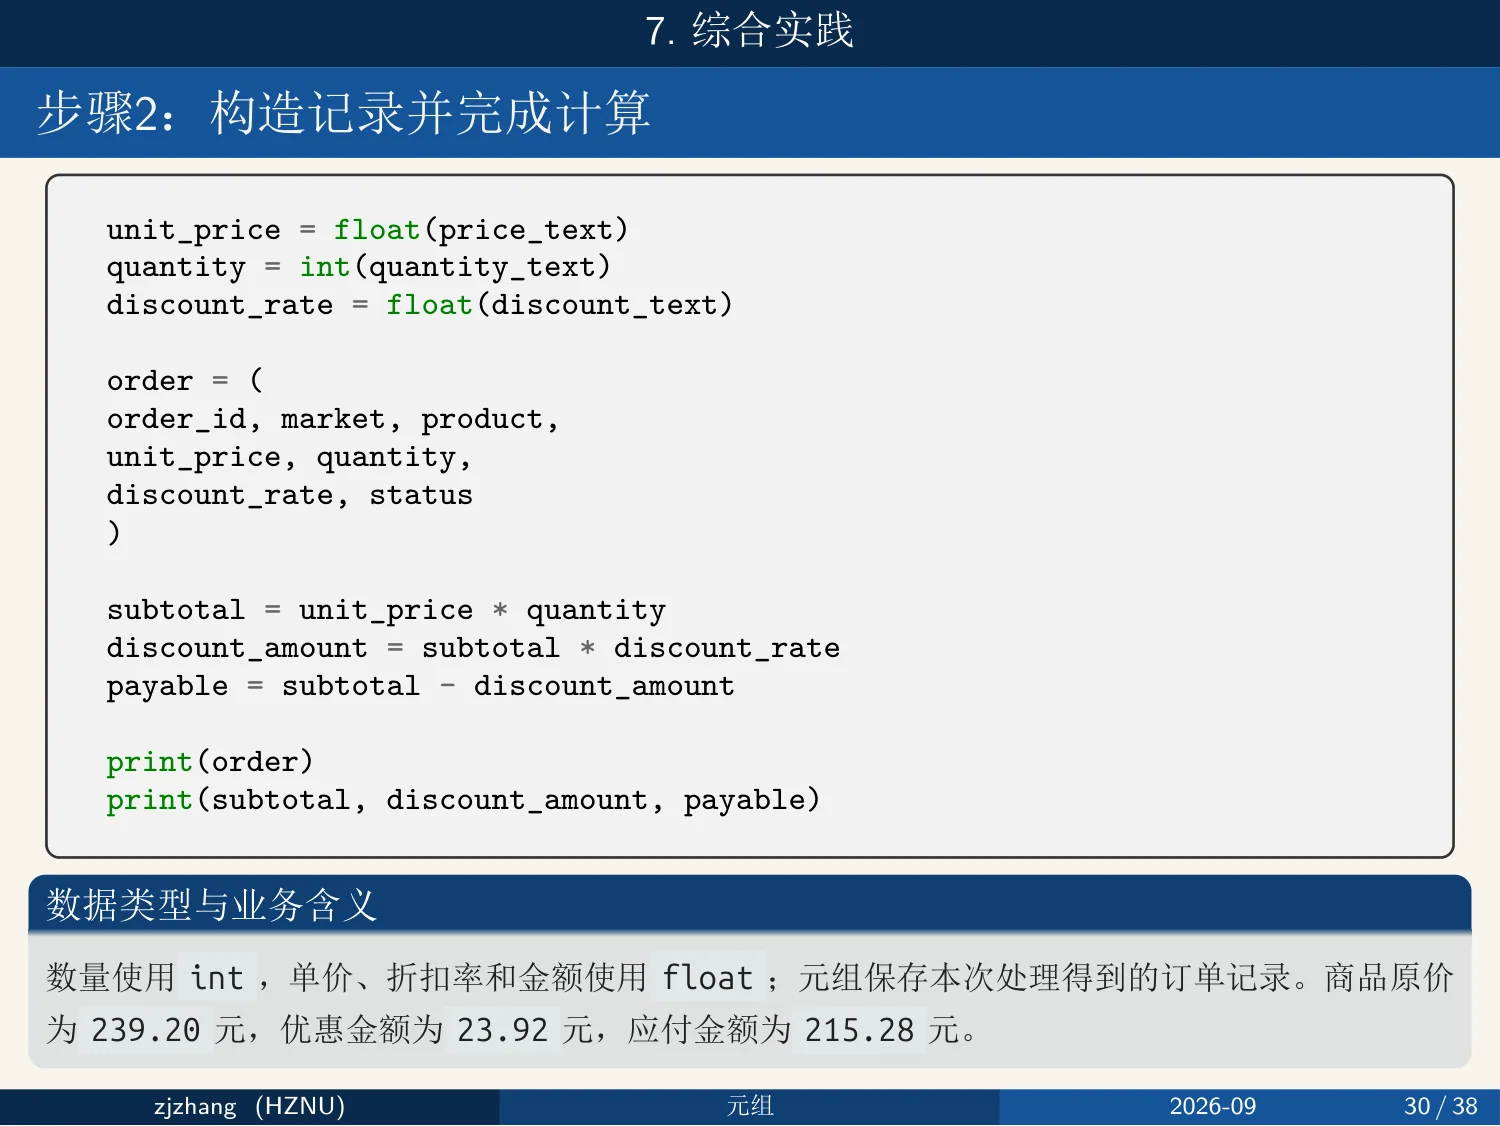 7. 综合实践
步骤2：构造记录并完成计算
unit_price = float(price_text)
quantity = int(quantity_text)
discount_rate = float(discount_text)
order = (
order_id, market, product,
unit_price, quantity,
discount_rate, status
)
subtotal = unit_price * quantity
discount_amount = subtotal * discount_rate
payable = subtotal - discount_amount
print(order)
print(subtotal, discount_amount, payable)
数据类型与业务含义
数量使用 int ，单价、折扣率和金额使用 float ；元组保存本次处理得到的订单记录。商品原价
为 239.20 元，优惠金额为 23.92 元，应付金额为 215.28 元。
zjzhang (HZNU) 元组 2026-09 30 / 38